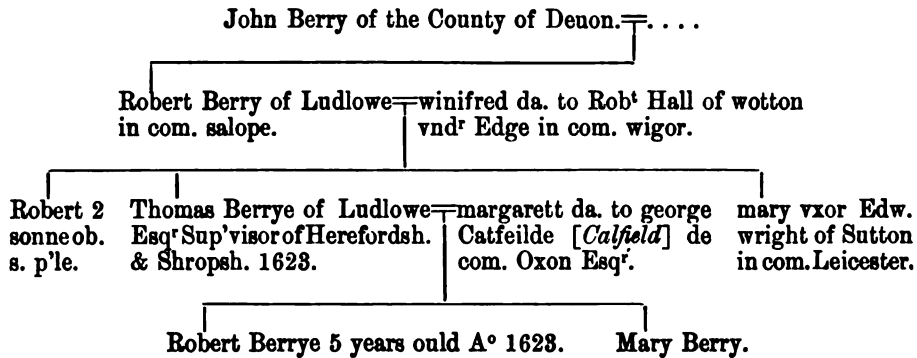 John Berry of the County of Deuon.=. . . .
Robert Berry of Ludlowe=winifred da. to Robᵗ Hall of wotton
in com. salope.
vndʳ Edge in com. wigor.
Robert 2
sonne ob.
s. p'le.
Thomas Berrye of Ludlowe=margarett da. to george
Esqʳ Sup'visor of Herefordsh.
& Shropsh. 1623.
Catfeilde [Calfield] de
com. Oxon Esqʳ.
mary vxor Edw.
wright of Sutton
in com. Leicester.
Robert Berrye 5 years ould Aº 1623.
Mary Berry.